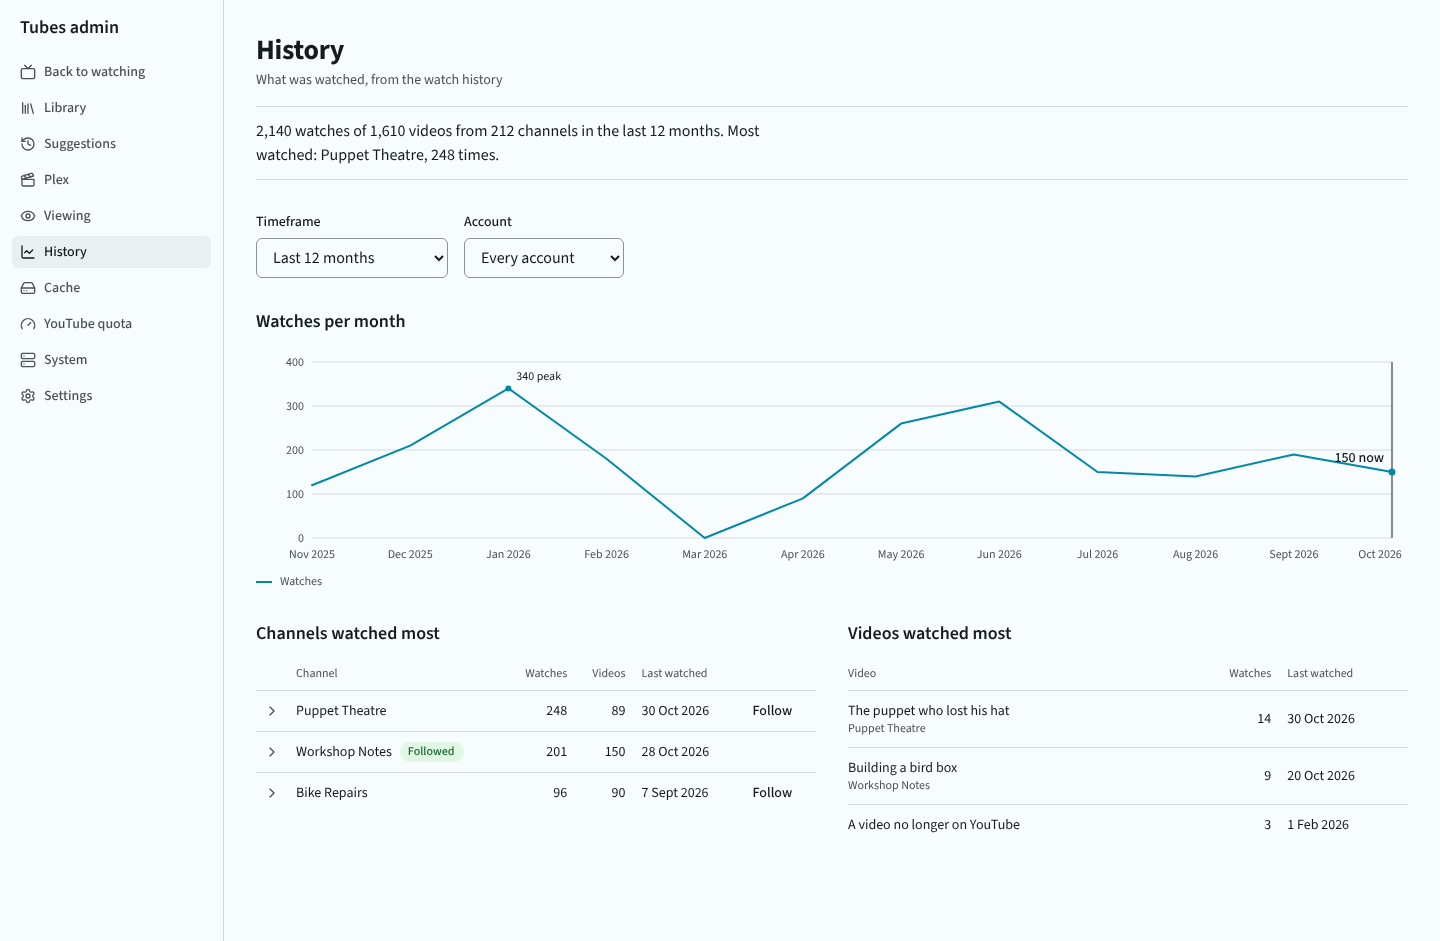 Tubes admin
Back to watching
Library
Suggestions
Plex
Viewing
History
Cache
YouTube quota
System
Settings
History
What was watched, from the watch history
2,140 watches of 1,610 videos from 212 channels in the last 12 months. Most
watched: Puppet Theatre, 248 times.
Timeframe Account
Last 12 months Every account
Watches per month
400
340 peak
300
200
150 now
100
0
Nov 2025 Dec 2025 Jan 2026 Feb 2026 Mar 2026 Apr 2026 May 2026 Jun 2026 Jul 2026 Aug 2026 Sept 2026 Oct 2026
Watches
Channels watched most
Channel Watches Videos Last watched
Puppet Theatre 248 89 30 Oct 2026 Follow
Workshop Notes Followed 201 150 28 Oct 2026
Bike Repairs 96 90 7 Sept 2026 Follow
Videos watched most
Video Watches Last watched
The puppet who lost his hat 14 30 Oct 2026
Puppet Theatre
Building a bird box 9 20 Oct 2026
Workshop Notes
A video no longer on YouTube 3 1 Feb 2026